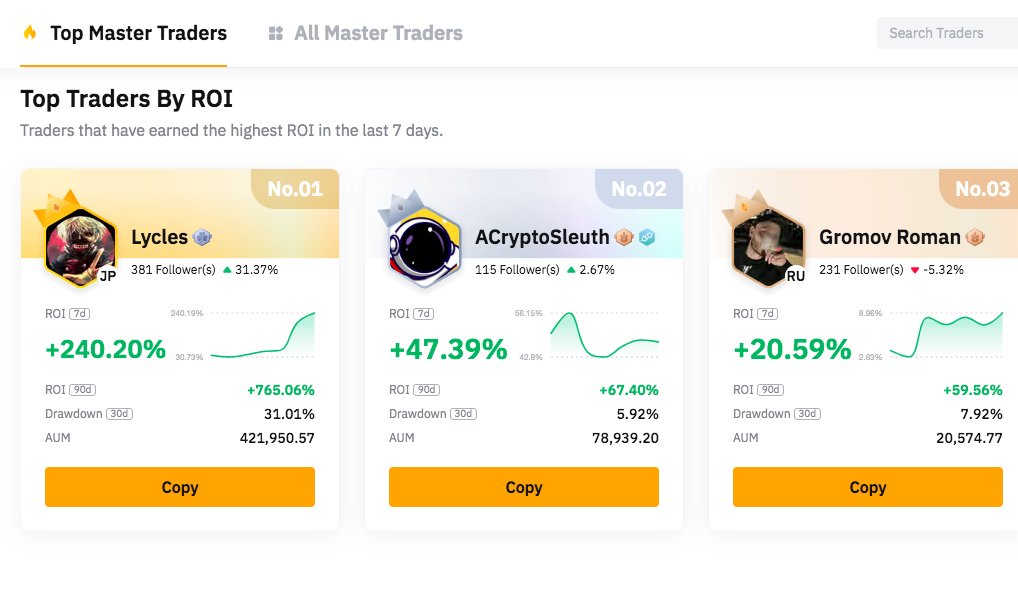 Top Master Traders
All Master Traders
Search Traders
Top Traders By ROI
Traders that have earned the highest ROI in the last 7 days.
No.01
Lycles
JP
381 Follower(s) 31.37%
ROI 7d
+240.20%
240.19%
30.73%
ROI 90d +765.06%
Drawdown 30d 31.01%
AUM 421,950.57
Copy
No.02
ACryptoSleuth
115 Follower(s) 2.67%
ROI 7d
+47.39%
56.15%
42.8%
ROI 90d +67.40%
Drawdown 30d 5.92%
AUM 78,939.20
Copy
No.03
Gromov Roman
RU
231 Follower(s) -5.32%
ROI 7d
+20.59%
8.96%
2.63%
ROI 90d +59.56%
Drawdown 30d 7.92%
AUM 20,574.77
Copy